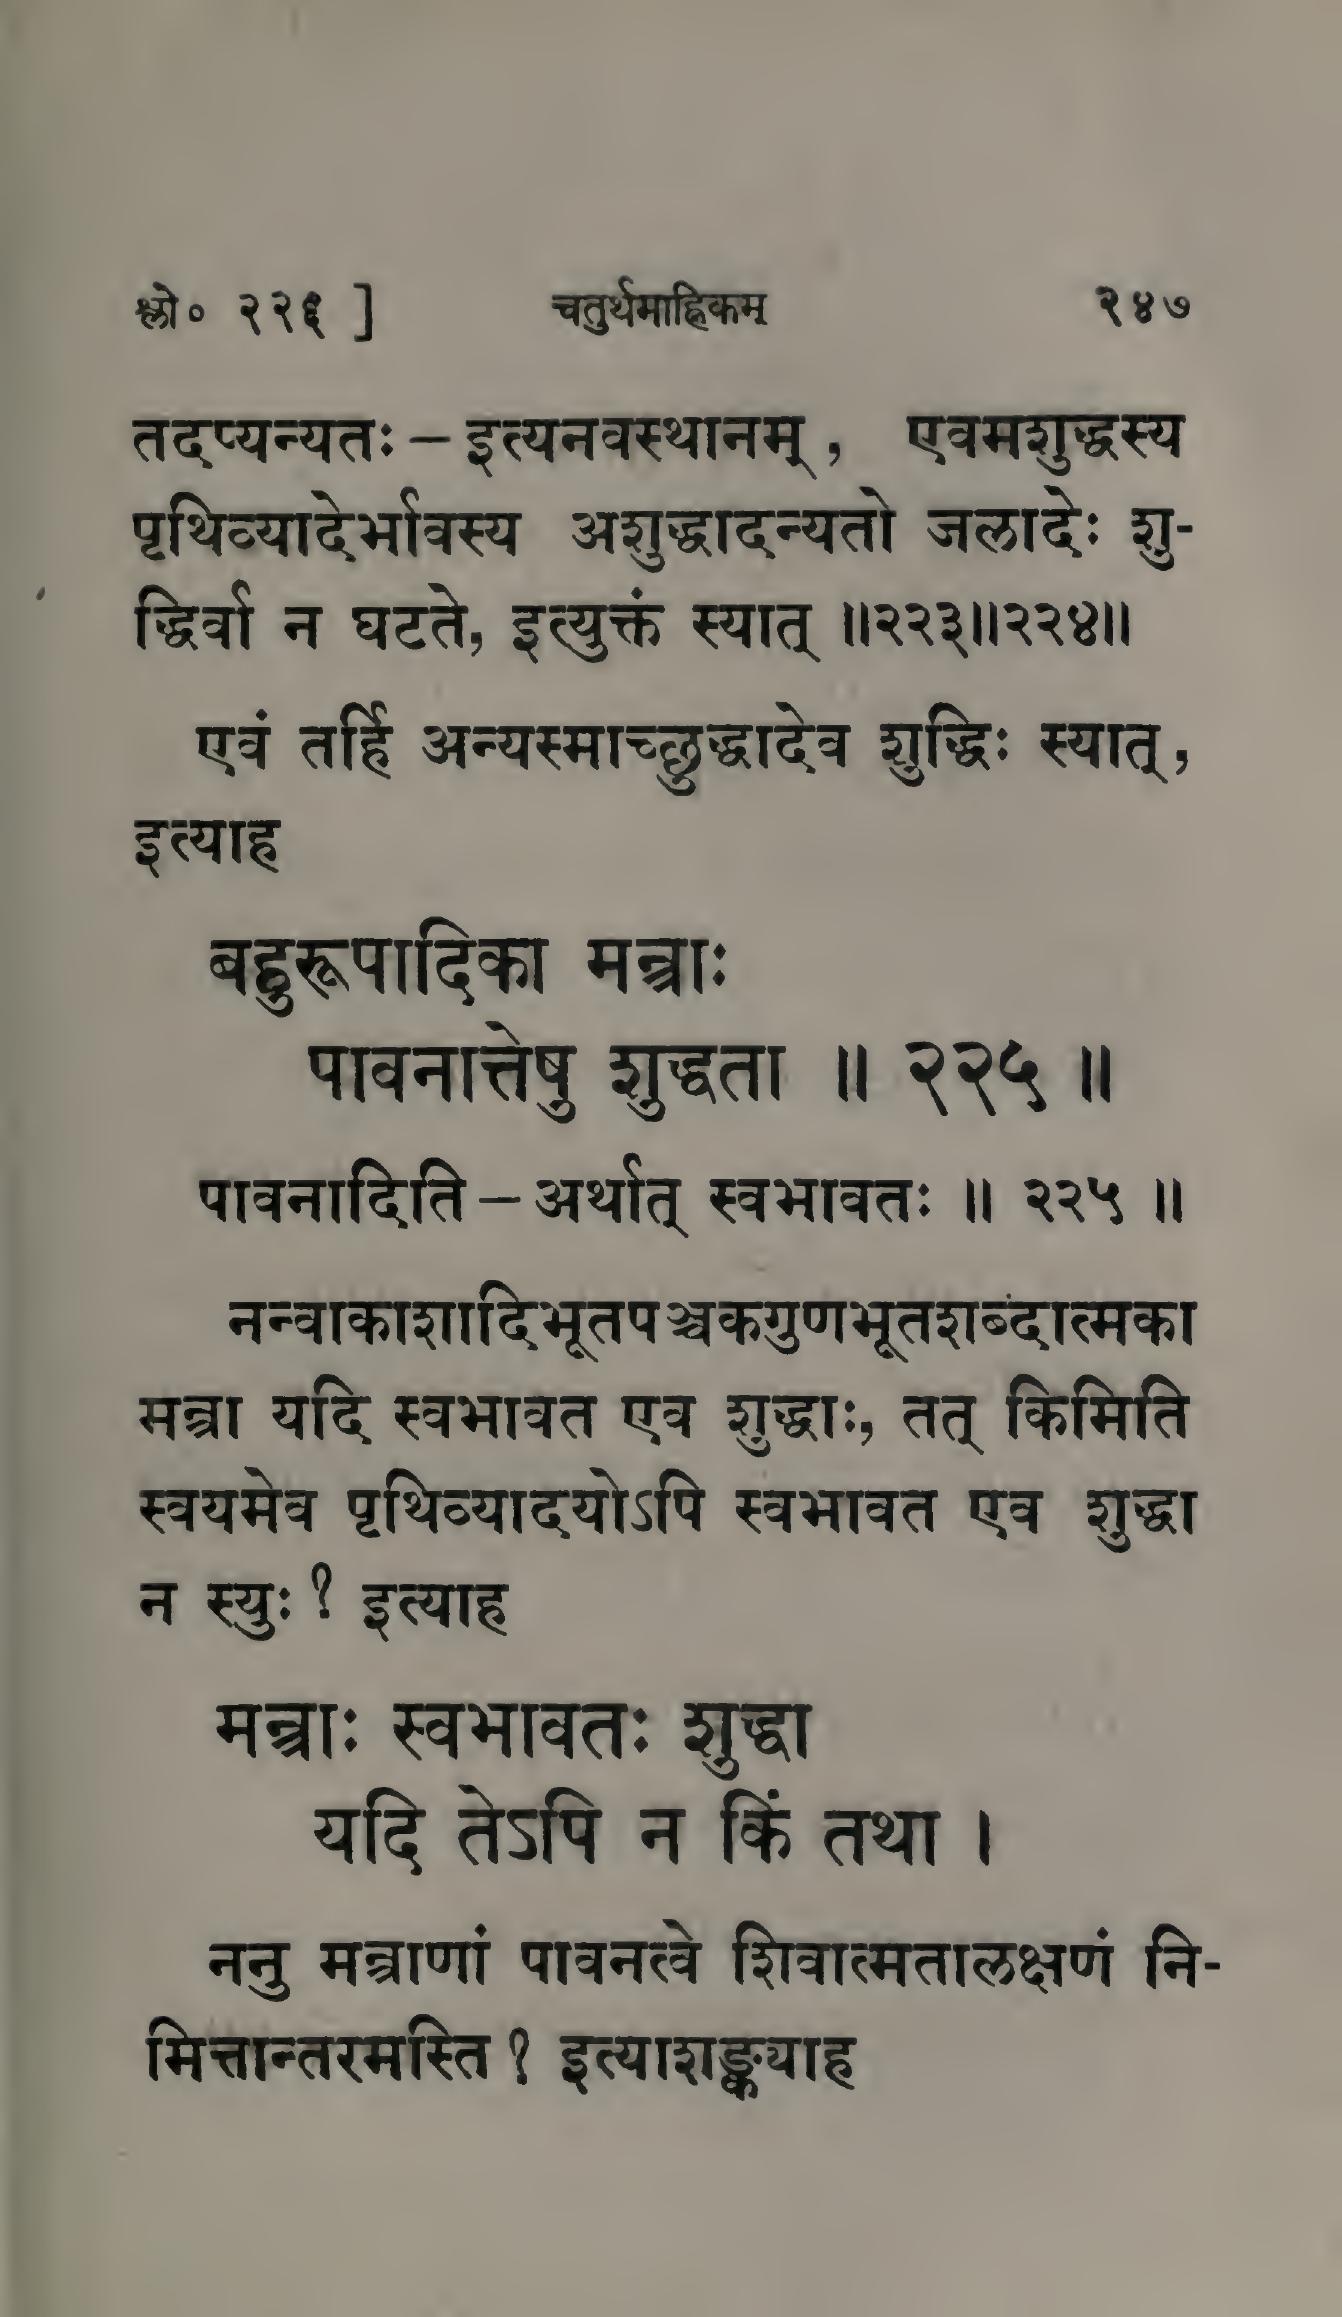 श्लो० २२६ ] चतुर्थमाह्निकम् २४७
तदप्यन्यतः – इत्यनवस्थानम्, एवमशुद्धस्य
पृथिव्यादेर्भावस्य अशुद्धादन्यतो जलादेः शु-
द्धिर्वा न घटते, इत्युक्तं स्यात् ॥२२३॥२२४॥
एवं तर्हि अन्यस्माच्छुद्धादेव शुद्धिः स्यात्,
इत्याह
बहुरूपादिका मन्त्राः
पावनात्तेषु शुद्धता ॥ २२५ ॥
पावनादिति – अर्थात् स्वभावतः ॥ २२५ ॥
नन्वाकाशादिभूतपञ्चकगुणभूतशब्दात्मका
मन्त्रा यदि स्वभावत एव शुद्धाः, तत् किमिति
स्वयमेव पृथिव्यादयोऽपि स्वभावत एव शुद्धा
न स्युः? इत्याह
मन्त्राः स्वभावतः शुद्धा
यदि तेऽपि न किं तथा ।
ननु मन्त्राणां पावनत्वे शिवात्मतालक्षणं नि-
मित्तान्तरमस्ति? इत्याशङ्क्याह